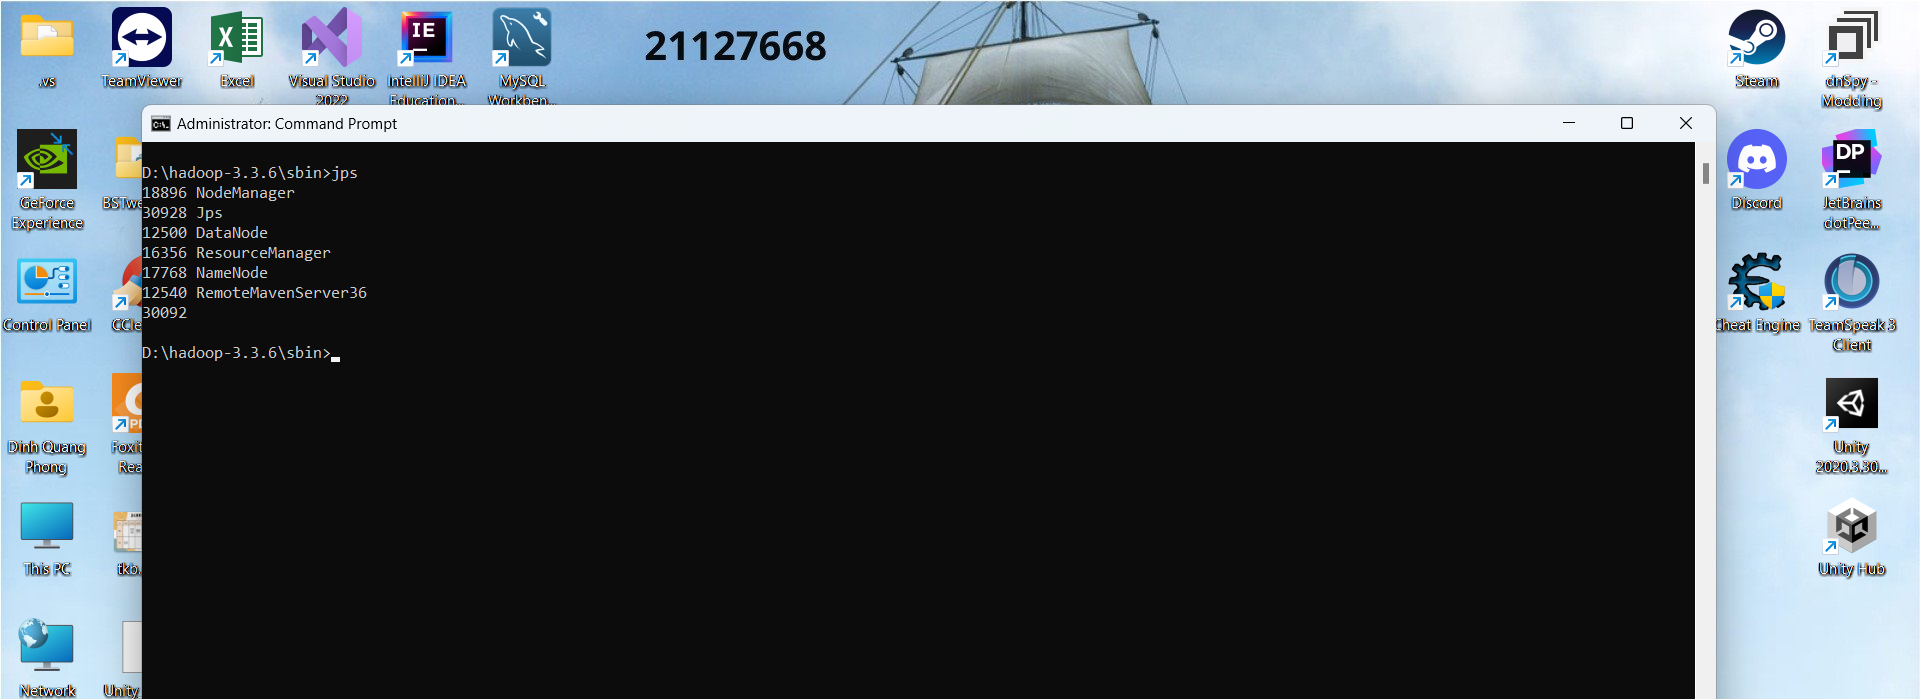 .vs
TeamViewer
Excel
Visual Studio
2022
IntelliJ IDEA
Education...
MySQL
Workben...
21127668
Steam
dnSpy -
Modding
Administrator: Command Prompt
D:\hadoop-3.3.6\sbin>jps
18896 NodeManager
30928 Jps
12500 DataNode
16356 ResourceManager
17768 NameNode
12540 RemoteMavenServer36
30092
D:\hadoop-3.3.6\sbin>
GeForce
Experience
BSTwe
Control Panel
CCle
Dinh Quang
Phong
Foxit
Rea
This PC
tkb.
Network
Unity
Discord
DP
JetBrains
dotPee...
Cheat Engine
TeamSpeak 3
Client
Unity
2020.3.30...
Unity Hub